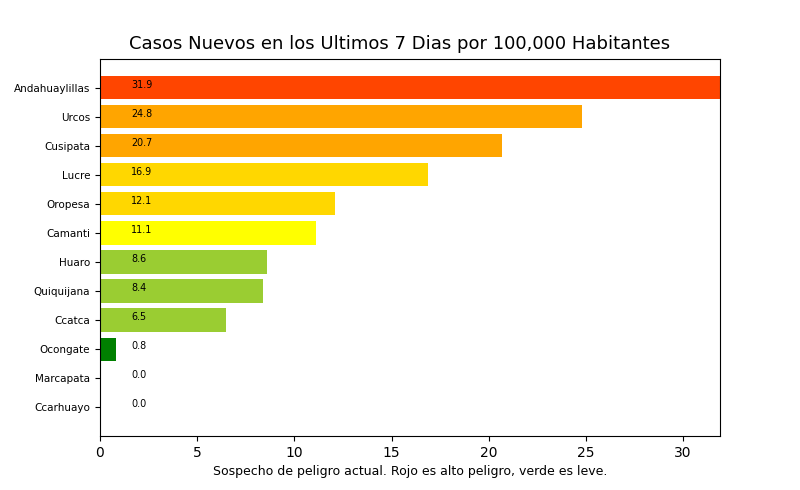 Casos Nuevos en los Ultimos 7 Dias por 100,000 Habitantes
Andahuaylillas 31.9
Urcos 24.8
Cusipata 20.7
Lucre 16.9
Oropesa 12.1
Camanti 11.1
Huaro 8.6
Quiquijana 8.4
Ccatca 6.5
Ocongate 0.8
Marcapata 0.0
Ccarhuayo 0.0
0 5 10 15 20 25 30
Sospecho de peligro actual. Rojo es alto peligro, verde es leve.